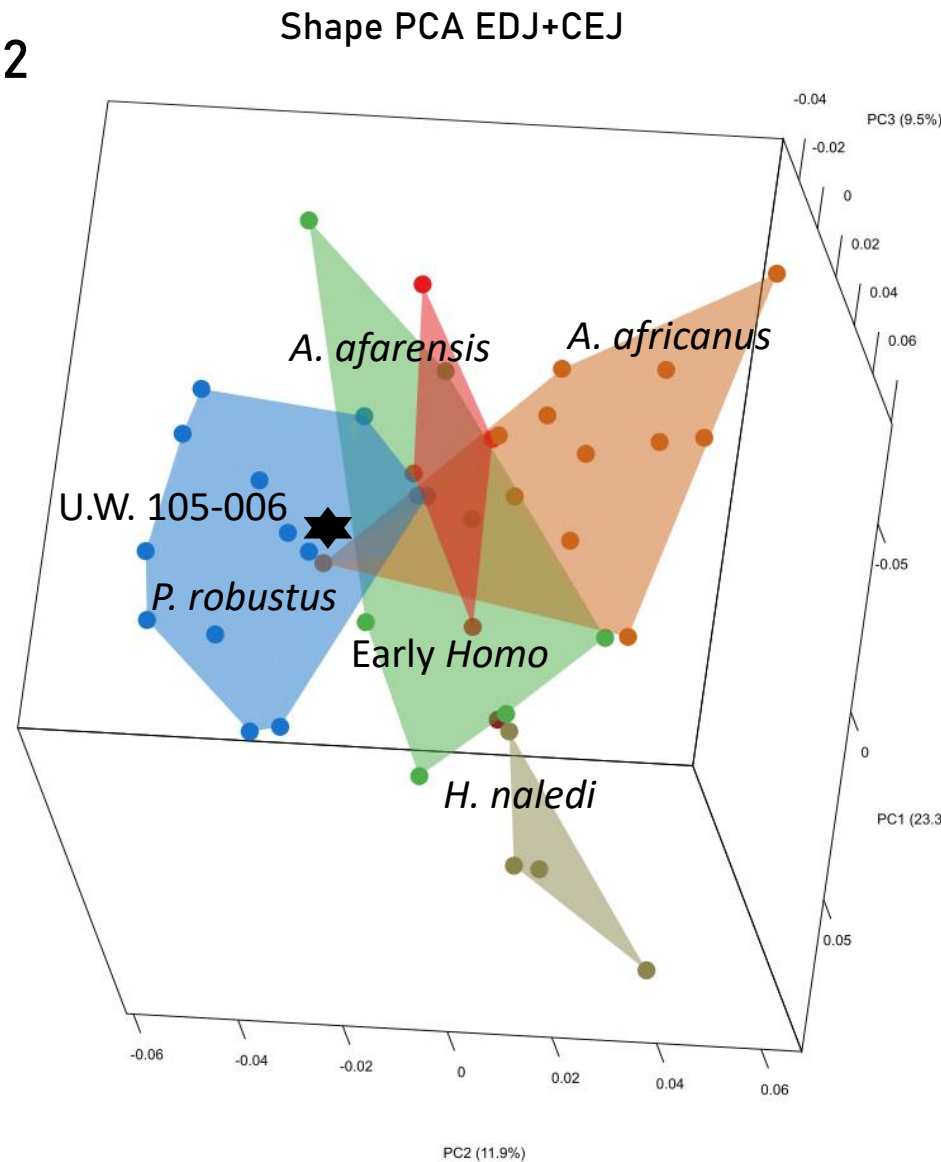 Shape PCA EDJ+CEJ
2
-0.04
PC3 (9.5%)
-0.02
0
0.02
0.04
0.06
A. afarensis
A. africanus
U.W. 105-006
P. robustus
Early Homo
H. naledi
-0.05
0
PC1 (23.3
0.05
-0.06
-0.04
-0.02
0
0.02
0.04
0.06
PC2 (11.9%)